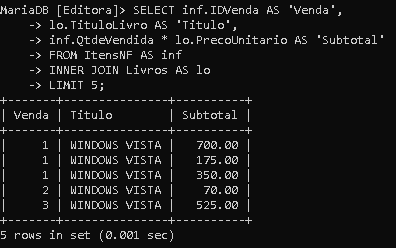 MariaDB [Editora]> SELECT inf.IDVenda AS 'Venda',
    -> lo.TituloLivro AS 'Titulo',
    -> inf.QtdeVendida * lo.PrecoUnitario AS 'Subtotal'
    -> FROM ItensNF AS inf
    -> INNER JOIN Livros AS lo
    -> LIMIT 5;
+-------+---------------+----------+
| Venda | Titulo        | Subtotal |
+-------+---------------+----------+
|     1 | WINDOWS VISTA |   700.00 |
|     1 | WINDOWS VISTA |   175.00 |
|     1 | WINDOWS VISTA |   350.00 |
|     2 | WINDOWS VISTA |    70.00 |
|     3 | WINDOWS VISTA |   525.00 |
+-------+---------------+----------+
5 rows in set (0.001 sec)